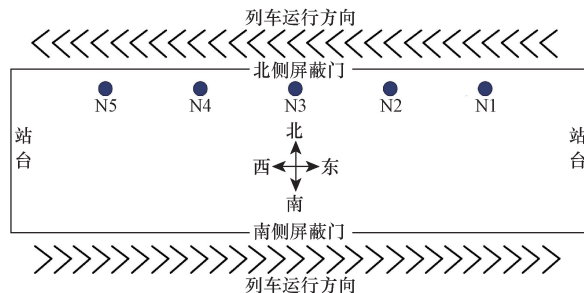 列车运行方向
北侧屏蔽门
N5 N4 N3 N2 N1
站台
北
西 东
南
站台
南侧屏蔽门
列车运行方向